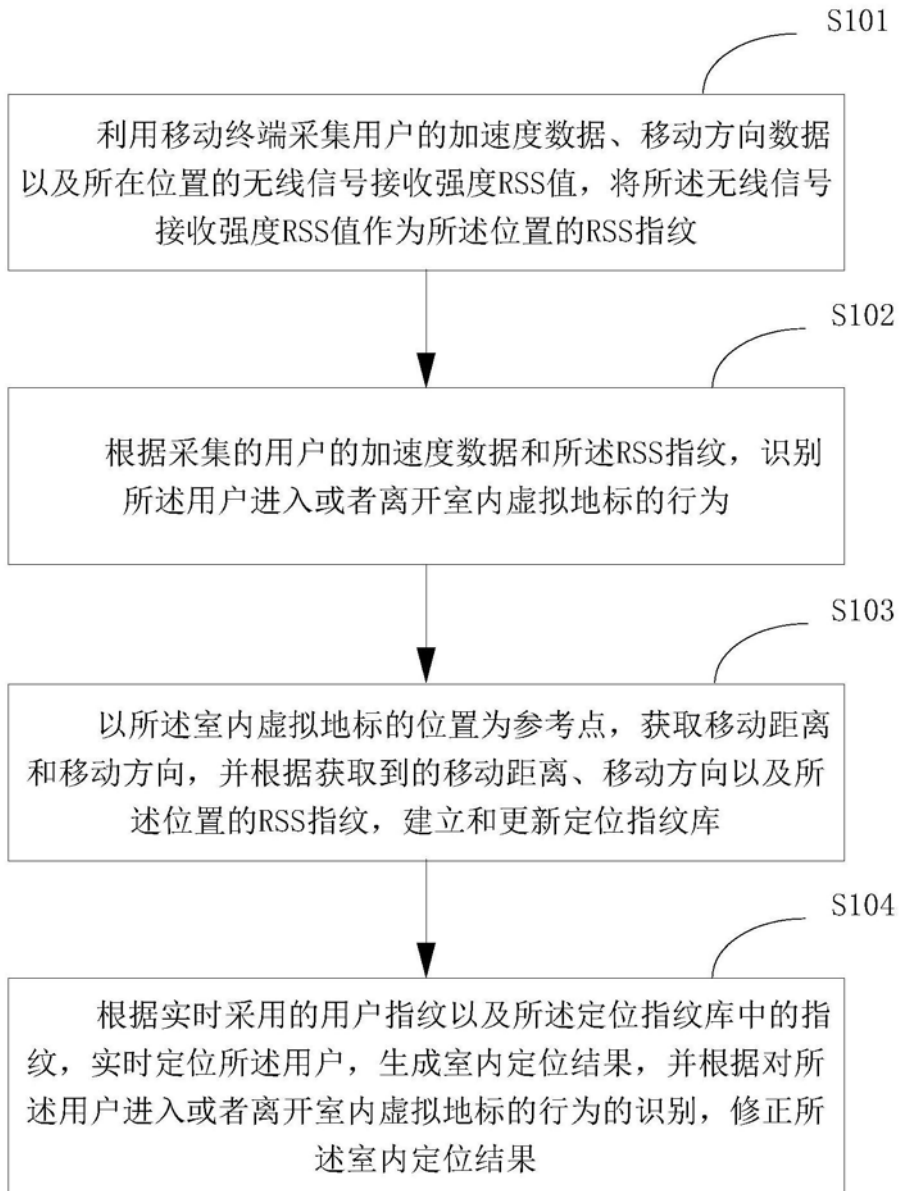 S101
利用移动终端采集用户的加速度数据、移动方向数据
以及所在位置的无线信号接收强度RSS值，将所述无线信号
接收强度RSS值作为所述位置的RSS指纹
S102
根据采集的用户的加速度数据和所述RSS指纹，识别
所述用户进入或者离开室内虚拟地标的行为
S103
以所述室内虚拟地标的位置为参考点，获取移动距离
和移动方向，并根据获取到的移动距离、移动方向以及所
述位置的RSS指纹，建立和更新定位指纹库
S104
根据实时采用的用户指纹以及所述定位指纹库中的指
纹，实时定位所述用户，生成室内定位结果，并根据对所
述用户进入或者离开室内虚拟地标的行为的识别，修正所
述室内定位结果